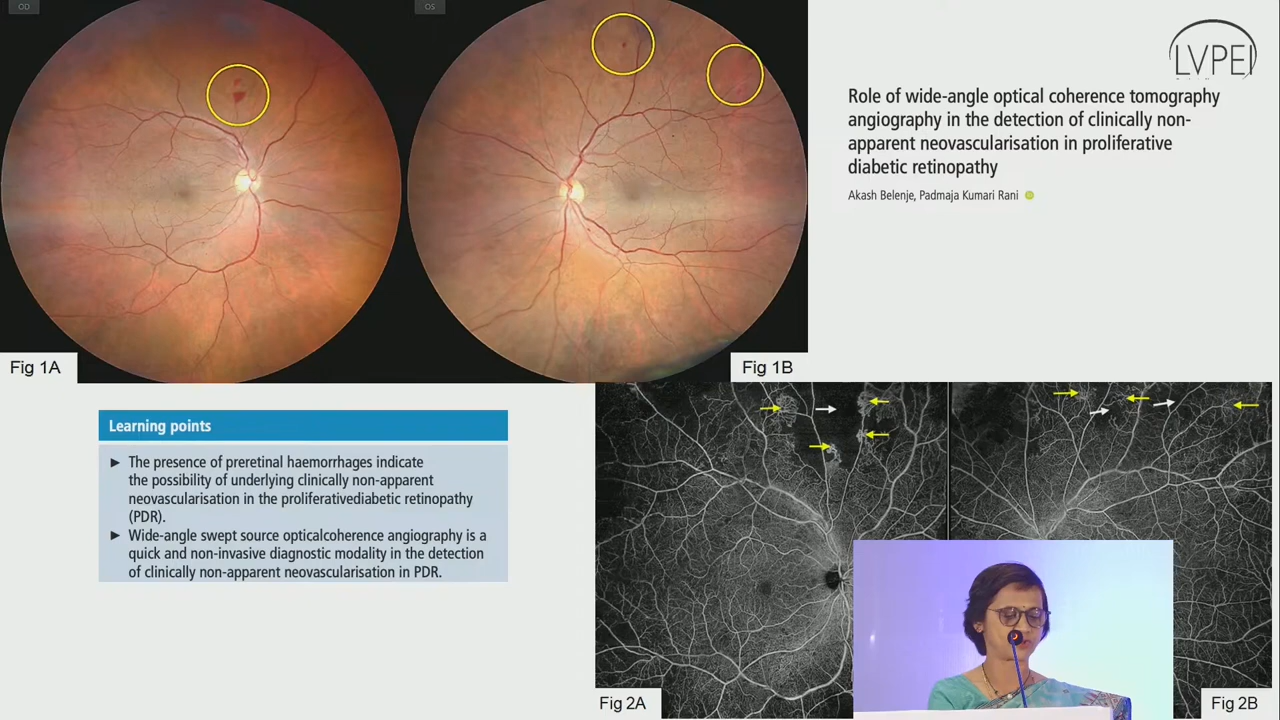 OD
OS
LVPEI
Role of wide-angle optical coherence tomography
angiography in the detection of clinically non-
apparent neovascularisation in proliferative
diabetic retinopathy
Akash Belenje, Padmaja Kumari Rani
Fig 1A
Fig 1B
Learning points
► The presence of preretinal haemorrhages indicate
the possibility of underlying clinically non-apparent
neovascularisation in the proliferativediabetic retinopathy
(PDR).
► Wide-angle swept source opticalcoherence angiography is a
quick and non-invasive diagnostic modality in the detection
of clinically non-apparent neovascularisation in PDR.
Fig 2A
Fig 2B